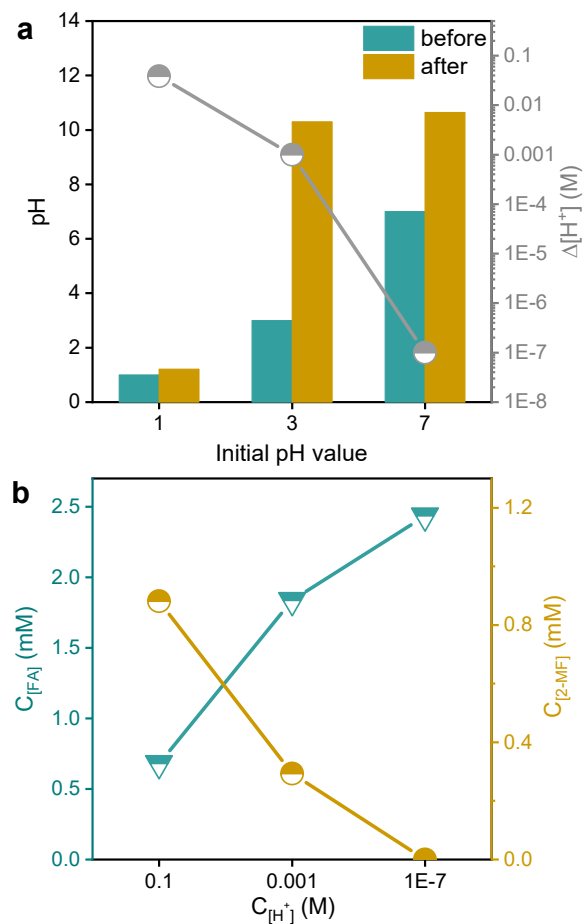 a
before
after
14
12
10
8
6
4
2
0
pH
0.1
0.01
0.001
1E-4
1E-5
1E-6
1E-7
1E-8
Δ[H⁺] (M)
1 3 7
Initial pH value
b
2.5
2.0
1.5
1.0
0.5
0.0
C[FA] (mM)
1.2
0.8
0.4
0.0
C[2-MF] (mM)
0.1 0.001 1E-7
C[H⁺] (M)